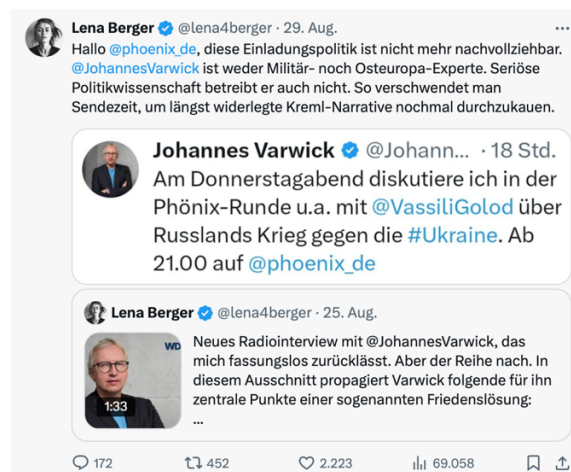 Lena Berger @lena4berger · 29. Aug.
Hallo @phoenix_de, diese Einladungspolitik ist nicht mehr nachvollziehbar.
@JohannesVarwick ist weder Militär- noch Osteuropa-Experte. Seriöse
Politikwissenschaft betreibt er auch nicht. So verschwendet man
Sendezeit, um längst widerlegte Kreml-Narrative nochmal durchzukauen.
Johannes Varwick @Johann... · 18 Std.
Am Donnerstagabend diskutiere ich in der
Phönix-Runde u.a. mit @VassiliGolod über
Russlands Krieg gegen die #Ukraine. Ab
21.00 auf @phoenix_de
Lena Berger @lena4berger · 25. Aug.
WD
1:33
Neues Radiointerview mit @JohannesVarwick, das
mich fassungslos zurücklässt. Aber der Reihe nach. In
diesem Ausschnitt propagiert Varwick folgende für ihn
zentrale Punkte einer sogenannten Friedenslösung:
...
172 452 2.223 69.058